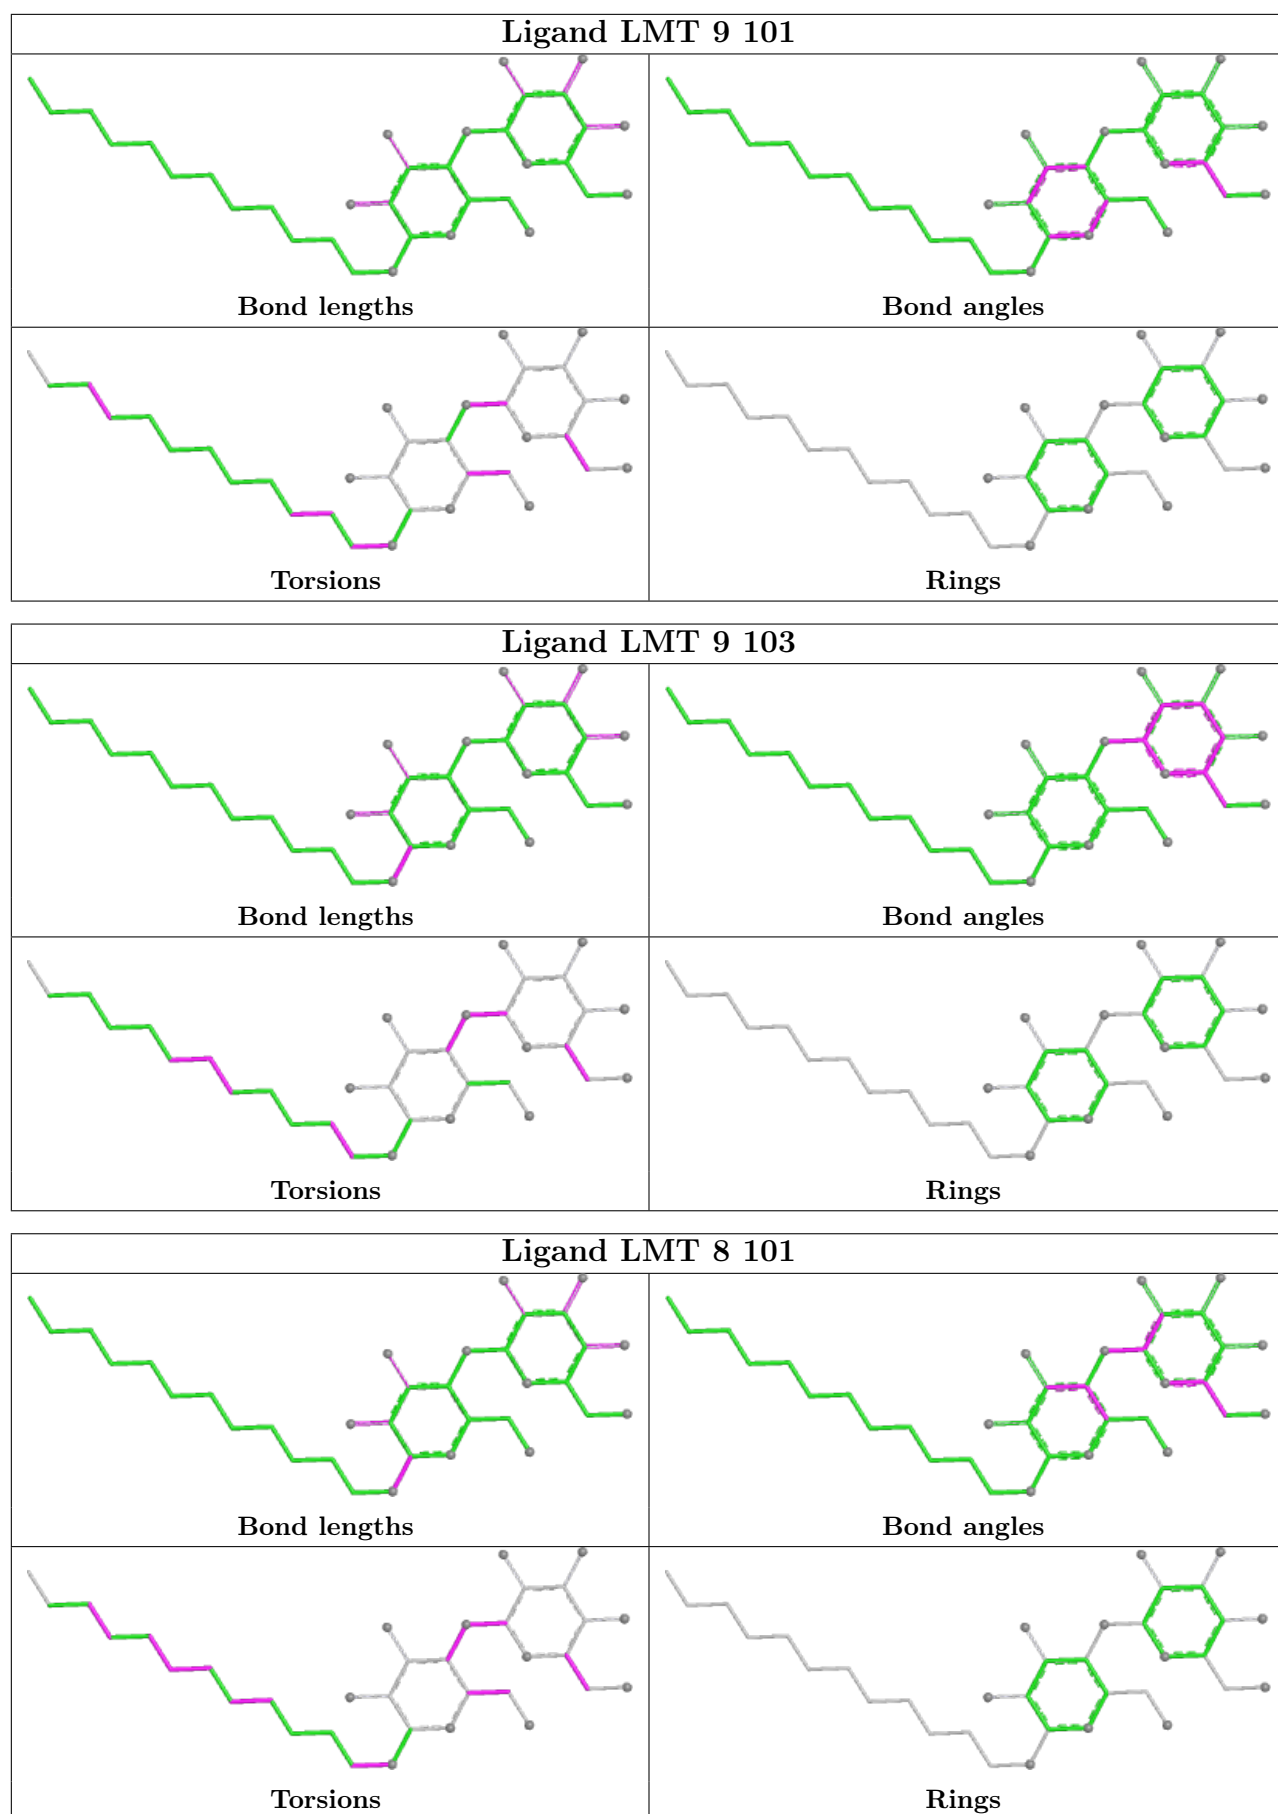 Ligand LMT 9 101
Bond lengths
Bond angles
Torsions
Rings
Ligand LMT 9 103
Bond lengths
Bond angles
Torsions
Rings
Ligand LMT 8 101
Bond lengths
Bond angles
Torsions
Rings